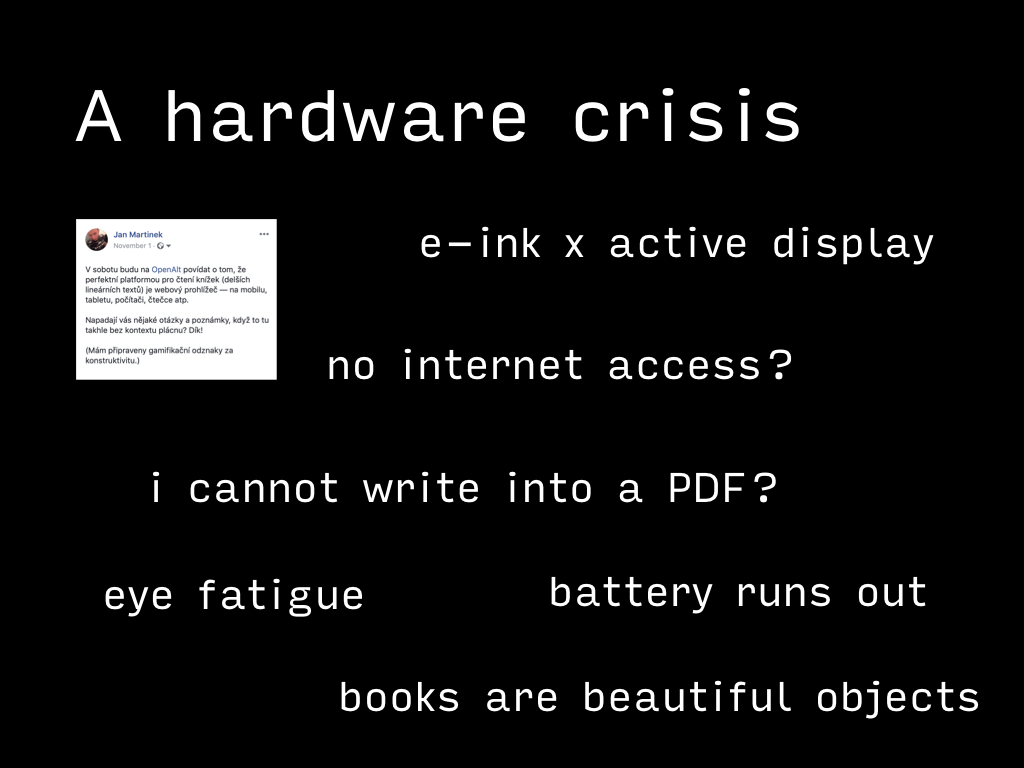 A hardware crisis
Jan Martinek
November 1 ·
V sobotu budu na OpenAlt povídat o tom, že
perfektní platformou pro čtení knížek (delších
lineárních textů) je webový prohlížeč — na mobilu,
tabletu, počítači, čtečce atp.
Napadají vás nějaké otázky a poznámky, když to tu
takhle bez kontextu plácnu? Dík!
(Mám připraveny gamifikační odznaky za
konstruktivitu.)
e-ink x active display
no internet access?
i cannot write into a PDF?
eye fatigue
battery runs out
books are beautiful objects